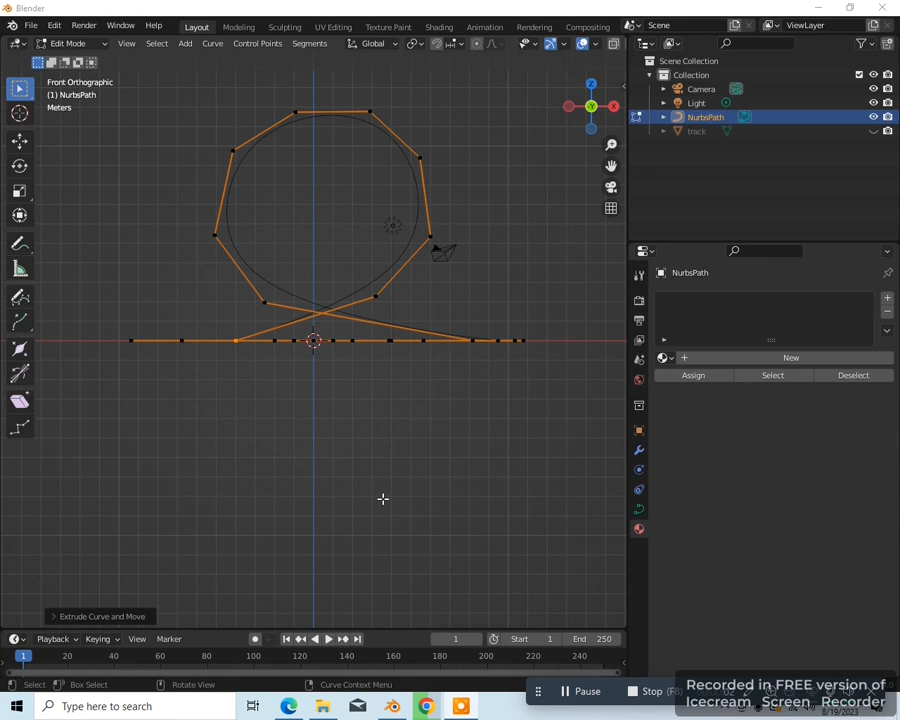 Blender
File Edit Render Window Help Layout Modeling Sculpting UV Editing Texture Paint Shading Animation Rendering Compositing Scene ViewLayer
Edit Mode View Select Add Curve Control Points Segments Global
Front Orthographic
(1) NurbsPath
Meters
Z
X
-Y
Scene Collection
Collection
Camera
Light
NurbsPath
track
NurbsPath
New
Assign Select Deselect
Extrude Curve and Move
Playback Keying View Marker 1 Start 1 End 250
1 20 40 60 80 100 120 140 160 180 200 220 240
Select Box Select Rotate View Curve Context Menu
Type here to search
Pause Stop (F8)
Recorded in FREE version of
Icecream Screen Recorder